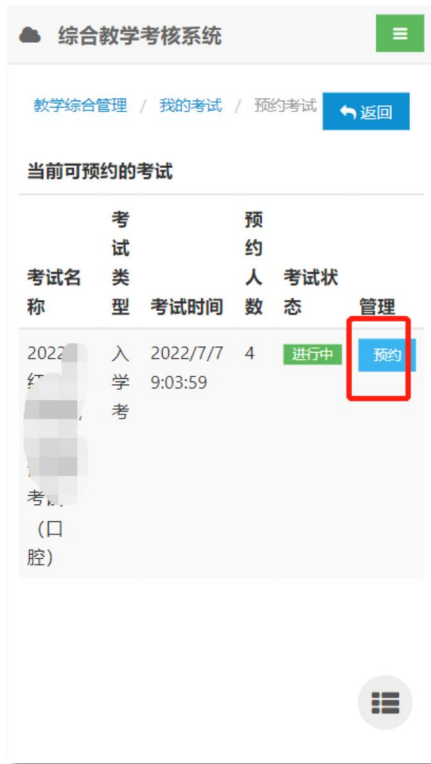 综合教学考核系统
教学综合管理 / 我的考试 / 预约考试 返回
当前可预约的考试
考试名称 考试类型 考试时间 预约人数 考试状态 管理
2022
考
（口
腔）
入学考
2022/7/7
9:03:59
4
进行中
预约